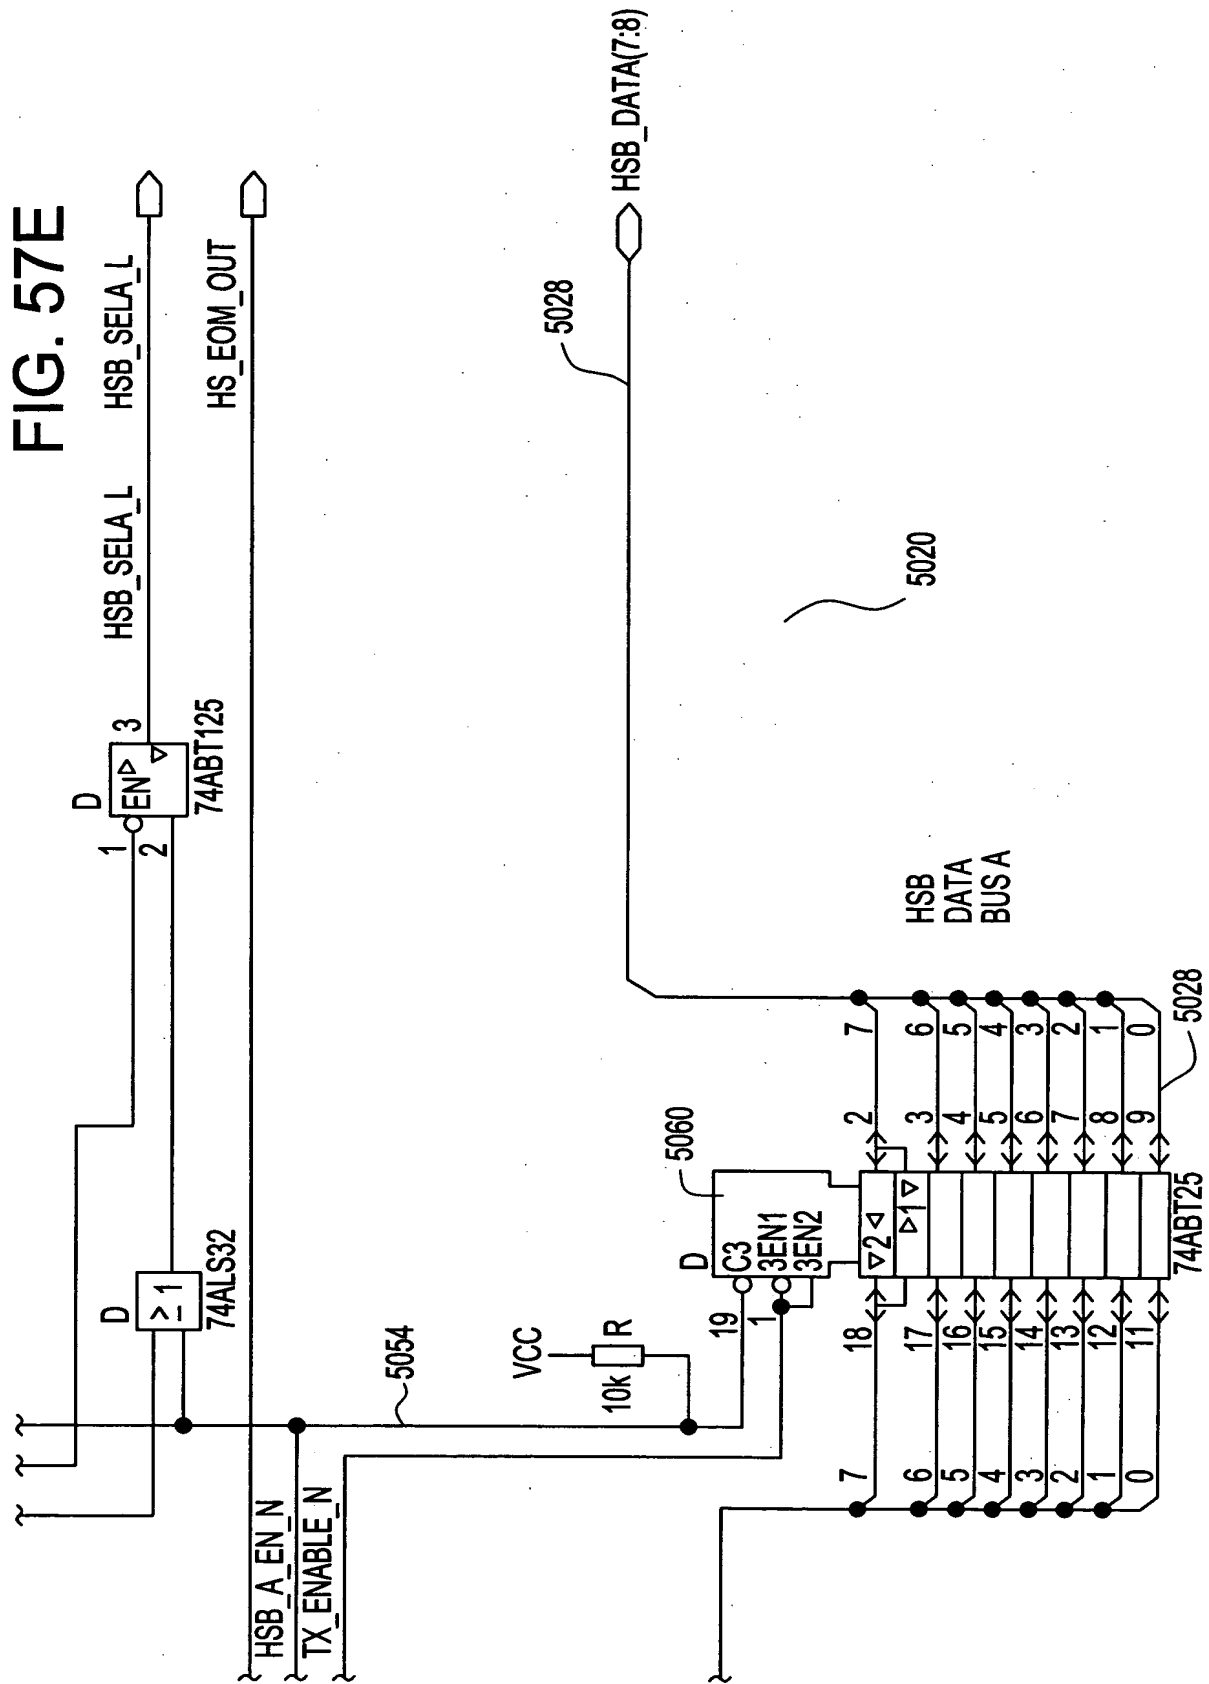 FIG. 57E
HSB_SELA_L
HSB_SELA_L
HS_EOM_OUT
D
1
2
EN
3
74ABT125
D
≥1
74ALS32
HSB_A_EN_N
TX_ENABLE_N
5054
VCC
10k
R
HSB_DATA(7:8)
5028
5020
5060
D
19
1
C3
3EN1
3EN2
HSB
DATA
BUS A
7 18 2 1 2 7
6 17 3 6
5 16 4 5
4 15 5 4
3 14 6 3
2 13 7 2
1 12 8 1
0 11 9 0
74ABT25
5028